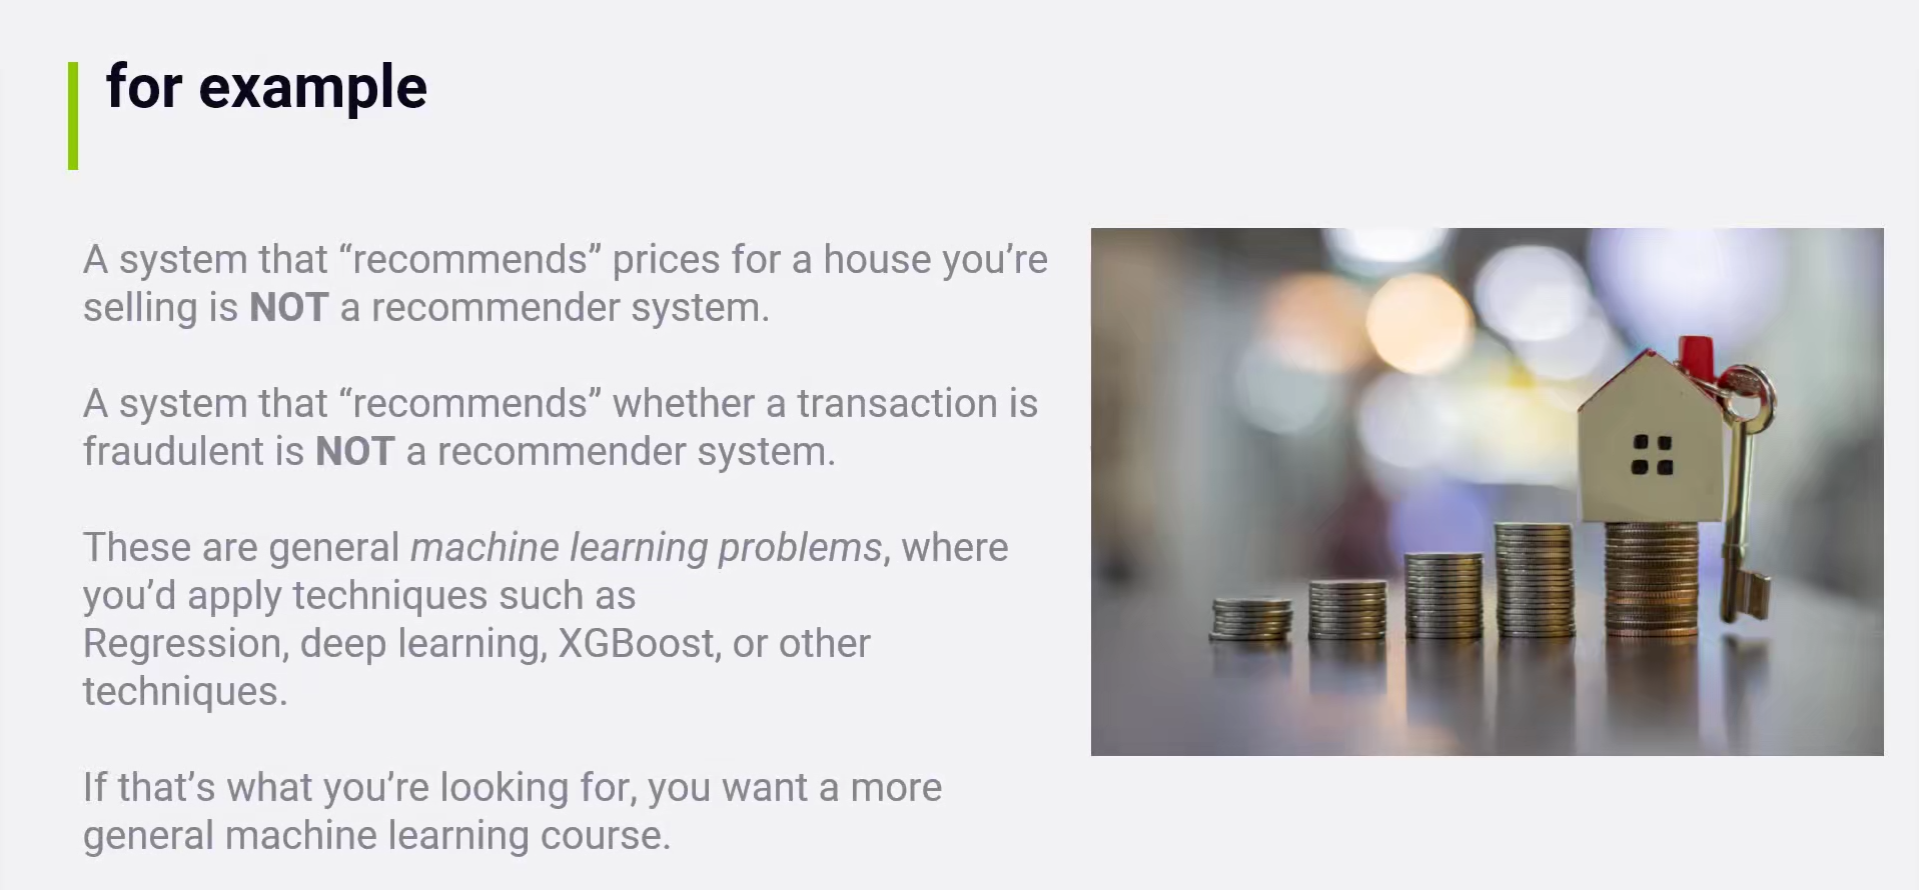 for example
A system that “recommends” prices for a house you’re
selling is NOT a recommender system.
A system that “recommends” whether a transaction is
fraudulent is NOT a recommender system.
These are general machine learning problems, where
you’d apply techniques such as
Regression, deep learning, XGBoost, or other
techniques.
If that’s what you’re looking for, you want a more
general machine learning course.